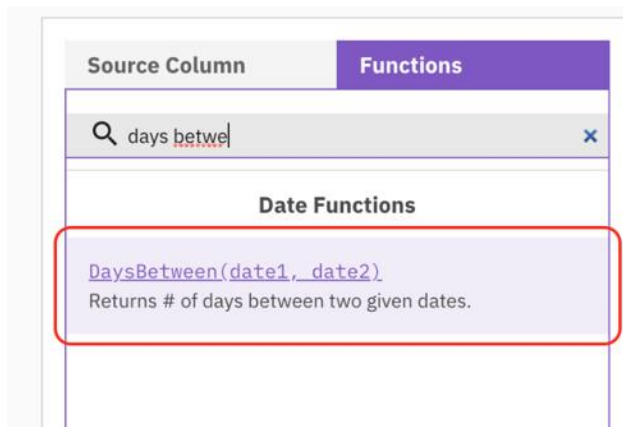 Source Column Functions
days betwe
Date Functions
DaysBetween(date1, date2)
Returns # of days between two given dates.